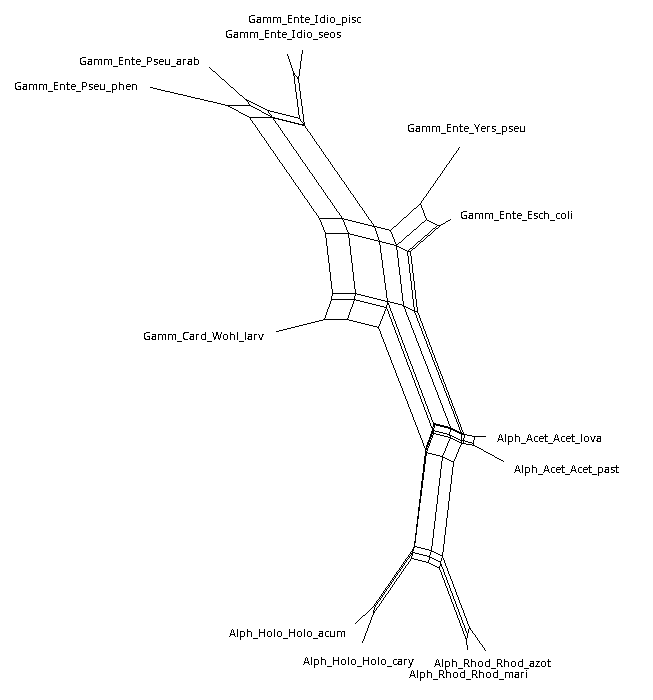 Gamm_Ente_Idio_pisc
Gamm_Ente_Idio_seos
Gamm_Ente_Pseu_arab
Gamm_Ente_Pseu_phen
Gamm_Ente_Yers_pseu
Gamm_Ente_Esch_coli
Gamm_Card_Wohl_larv
Alph_Acet_Acet_lova
Alph_Acet_Acet_past
Alph_Holo_Holo_acum
Alph_Holo_Holo_cary
Alph_Rhod_Rhod_azot
Alph_Rhod_Rhod_mari